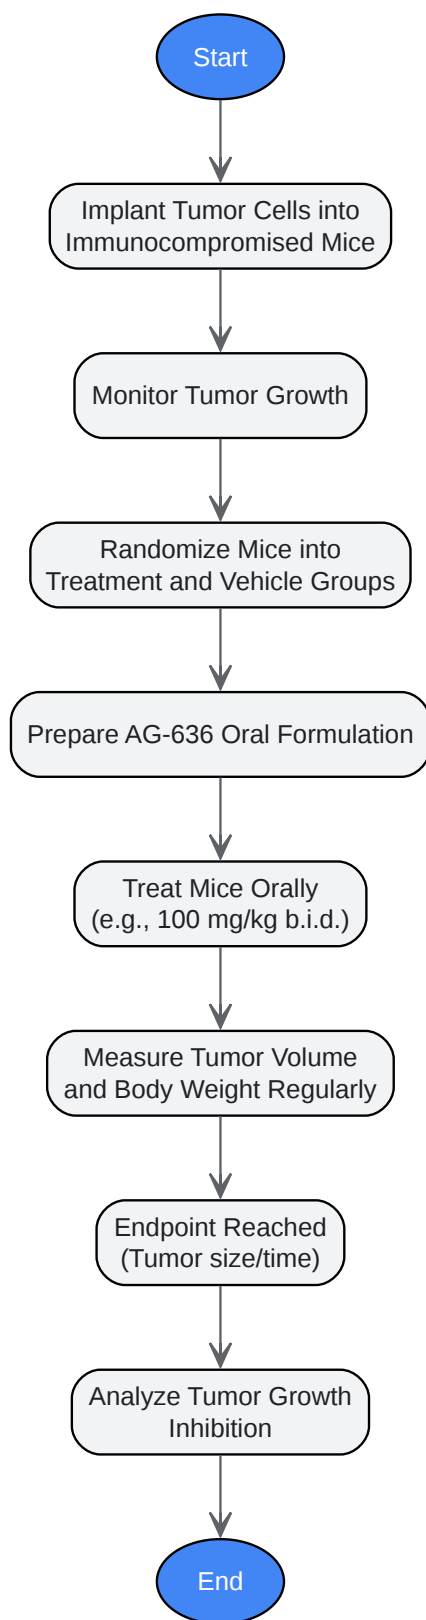 Start
Implant Tumor Cells into
Immunocompromised Mice
Monitor Tumor Growth
Randomize Mice into
Treatment and Vehicle Groups
Prepare AG-636 Oral Formulation
Treat Mice Orally
(e.g., 100 mg/kg b.i.d.)
Measure Tumor Volume
and Body Weight Regularly
Endpoint Reached
(Tumor size/time)
Analyze Tumor Growth
Inhibition
End